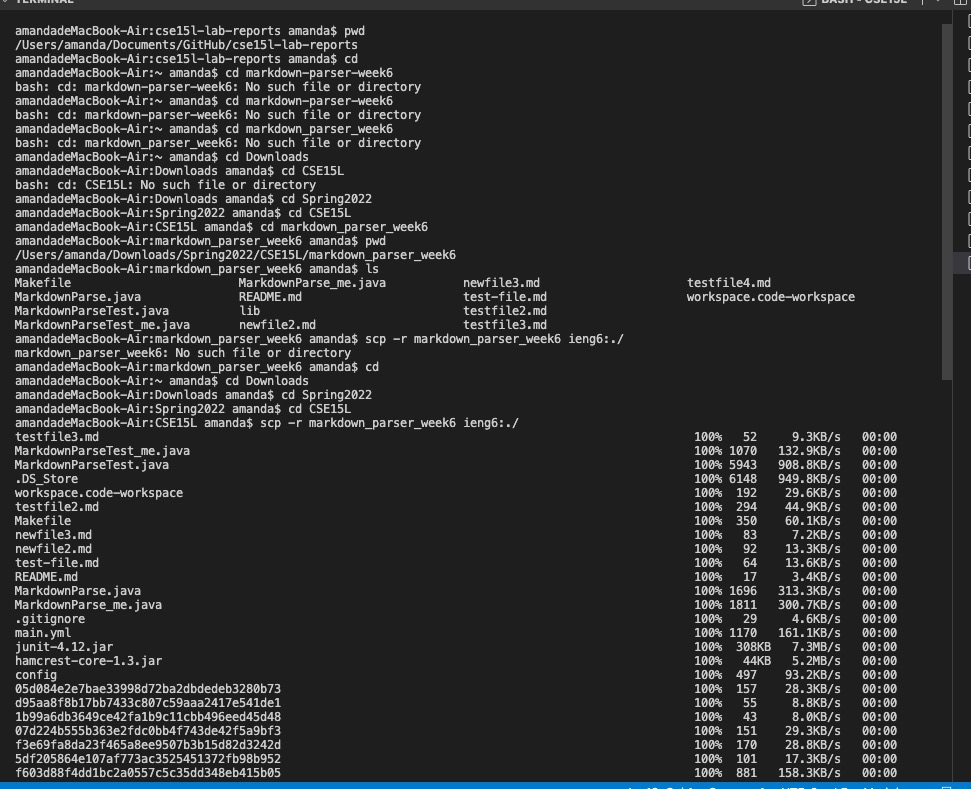 TERMINAL
amandadeMacBook-Air:cse15l-lab-reports amanda$ pwd
/Users/amanda/Documents/GitHub/cse15l-lab-reports
amandadeMacBook-Air:cse15l-lab-reports amanda$ cd
amandadeMacBook-Air:~ amanda$ cd markdown-parser-week6
bash: cd: markdown-parser-week6: No such file or directory
amandadeMacBook-Air:~ amanda$ cd markdown-parser-week6
bash: cd: markdown-parser-week6: No such file or directory
amandadeMacBook-Air:~ amanda$ cd markdown_parser_week6
bash: cd: markdown_parser_week6: No such file or directory
amandadeMacBook-Air:~ amanda$ cd Downloads
amandadeMacBook-Air:Downloads amanda$ cd CSE15L
bash: cd: CSE15L: No such file or directory
amandadeMacBook-Air:Downloads amanda$ cd Spring2022
amandadeMacBook-Air:Spring2022 amanda$ cd CSE15L
amandadeMacBook-Air:CSE15L amanda$ cd markdown_parser_week6
amandadeMacBook-Air:markdown_parser_week6 amanda$ pwd
/Users/amanda/Downloads/Spring2022/CSE15L/markdown_parser_week6
amandadeMacBook-Air:markdown_parser_week6 amanda$ ls
Makefile MarkdownParse_me.java newfile3.md testfile4.md
MarkdownParse.java README.md test-file.md workspace.code-workspace
MarkdownParseTest.java lib testfile2.md
MarkdownParseTest_me.java newfile2.md testfile3.md
amandadeMacBook-Air:markdown_parser_week6 amanda$ scp -r markdown_parser_week6 ieng6:./
markdown_parser_week6: No such file or directory
amandadeMacBook-Air:markdown_parser_week6 amanda$ cd
amandadeMacBook-Air:~ amanda$ cd Downloads
amandadeMacBook-Air:Downloads amanda$ cd Spring2022
amandadeMacBook-Air:Spring2022 amanda$ cd CSE15L
amandadeMacBook-Air:CSE15L amanda$ scp -r markdown_parser_week6 ieng6:./
testfile3.md 100% 52 9.3KB/s 00:00
MarkdownParseTest_me.java 100% 1070 132.9KB/s 00:00
MarkdownParseTest.java 100% 5943 908.8KB/s 00:00
.DS_Store 100% 6148 949.8KB/s 00:00
workspace.code-workspace 100% 192 29.6KB/s 00:00
testfile2.md 100% 294 44.9KB/s 00:00
Makefile 100% 350 60.1KB/s 00:00
newfile3.md 100% 83 7.2KB/s 00:00
newfile2.md 100% 92 13.3KB/s 00:00
test-file.md 100% 64 13.6KB/s 00:00
README.md 100% 17 3.4KB/s 00:00
MarkdownParse.java 100% 1696 313.3KB/s 00:00
MarkdownParse_me.java 100% 1811 300.7KB/s 00:00
.gitignore 100% 29 4.6KB/s 00:00
main.yml 100% 1170 161.1KB/s 00:00
junit-4.12.jar 100% 308KB 7.3MB/s 00:00
hamcrest-core-1.3.jar 100% 44KB 5.2MB/s 00:00
config 100% 497 93.2KB/s 00:00
05d084e2e7bae33998d72ba2dbdedeb3280b73 100% 157 28.3KB/s 00:00
d95aa8f8b17bb7433c807c59aaa2417e541de1 100% 55 8.8KB/s 00:00
1b99a6db3649ce42fa1b9c11cbb496eed45d48 100% 43 8.0KB/s 00:00
07d224b555b363e2fdc0bb4f743de42f5a9bf3 100% 151 29.3KB/s 00:00
f3e69fa8da23f465a8ee9507b3b15d82d3242d 100% 170 28.8KB/s 00:00
5df205864e107af773ac3525451372fb98b952 100% 101 17.3KB/s 00:00
f603d88f4dd1bc2a0557c5c35dd348eb415b05 100% 881 158.3KB/s 00:00